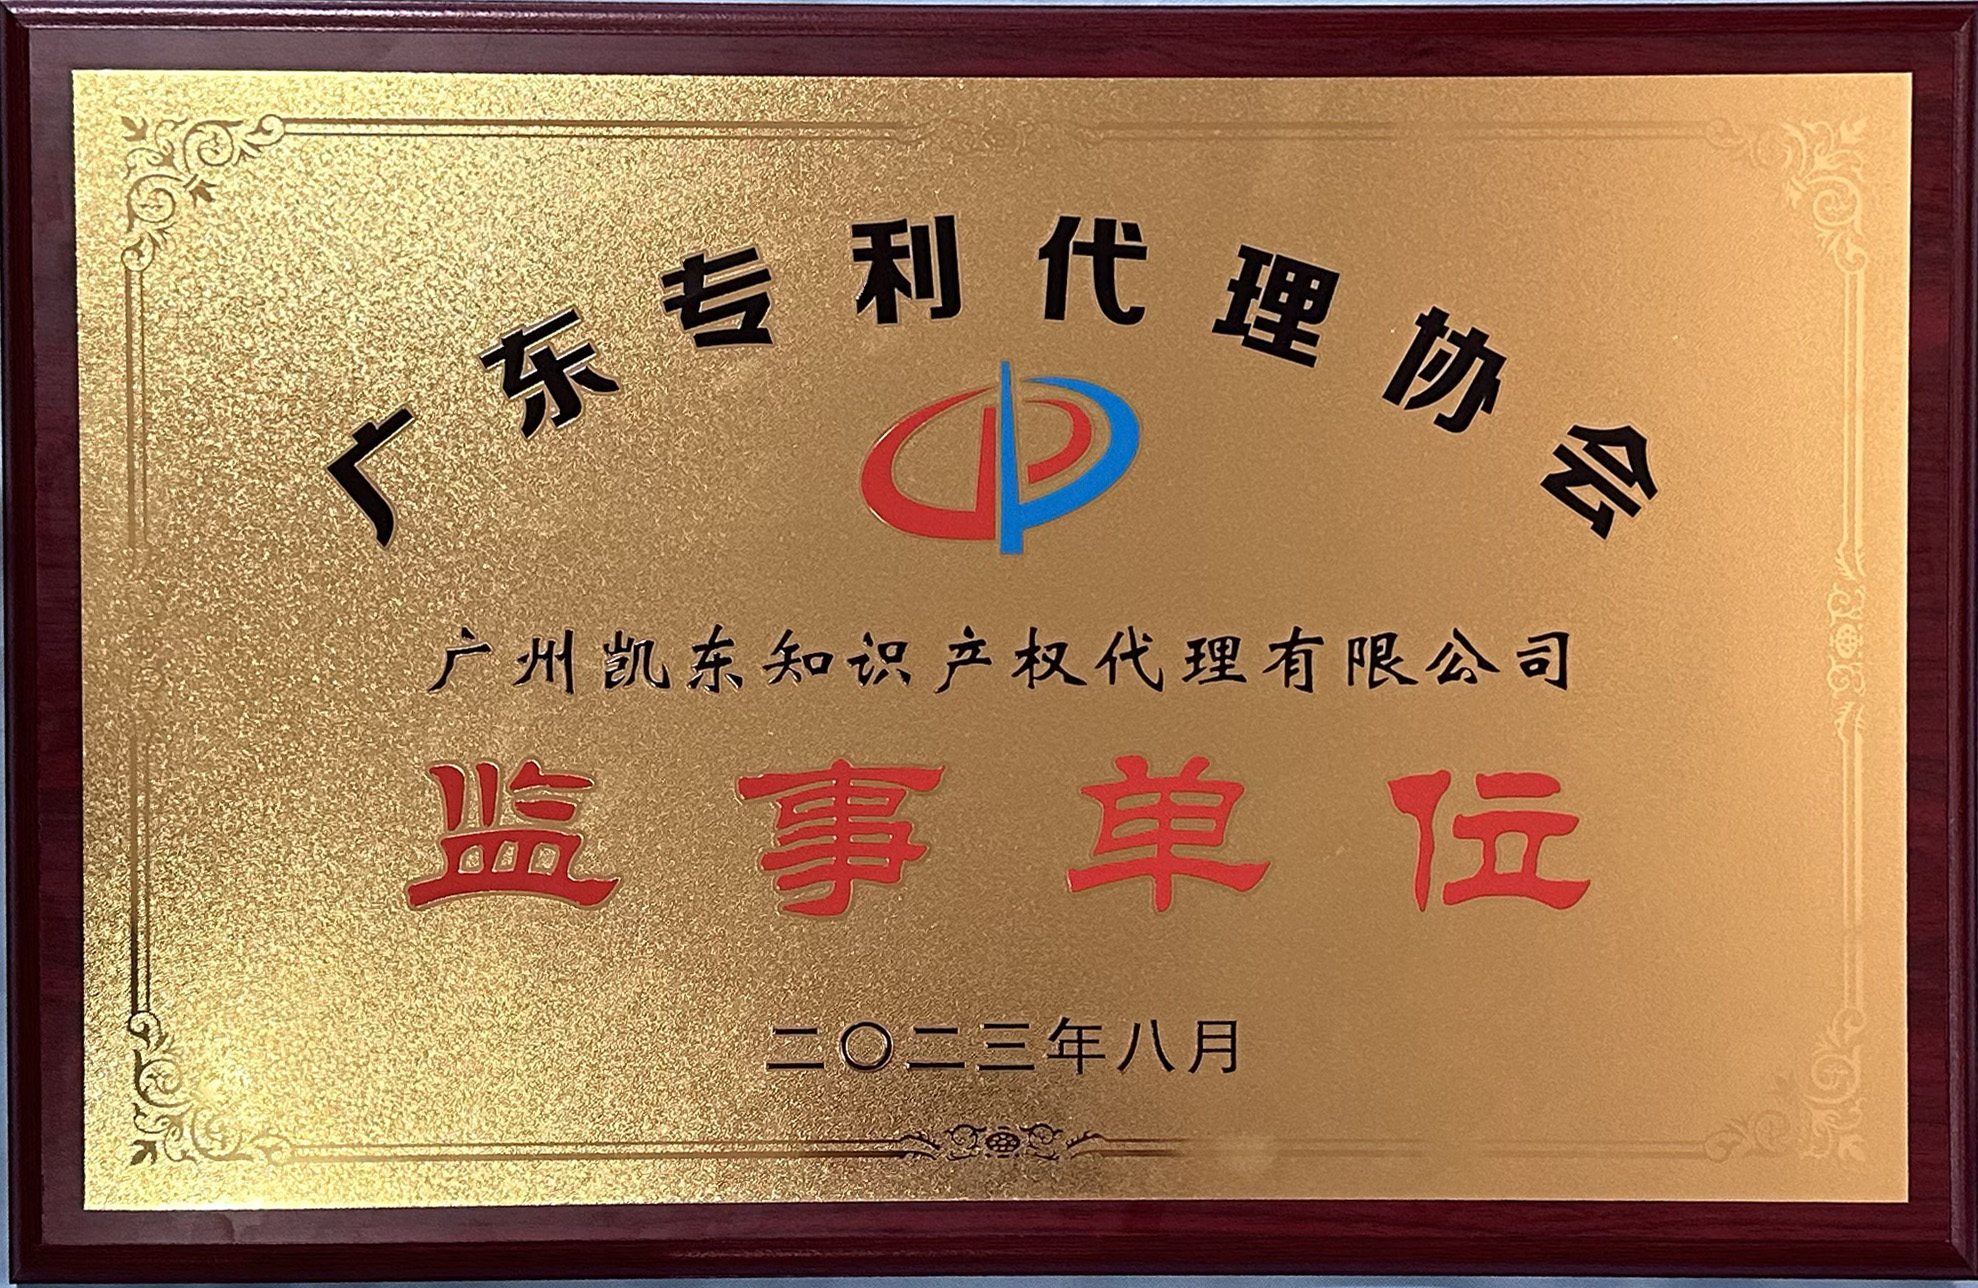 广东专利代理协会
广州凯东知识产权代理有限公司
监事单位
二〇二三年八月